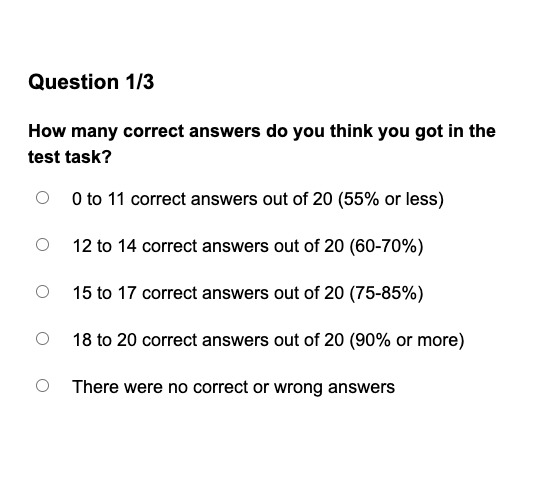 Question 1/3
How many correct answers do you think you got in the
test task?
0 to 11 correct answers out of 20 (55% or less)
12 to 14 correct answers out of 20 (60-70%)
15 to 17 correct answers out of 20 (75-85%)
18 to 20 correct answers out of 20 (90% or more)
There were no correct or wrong answers